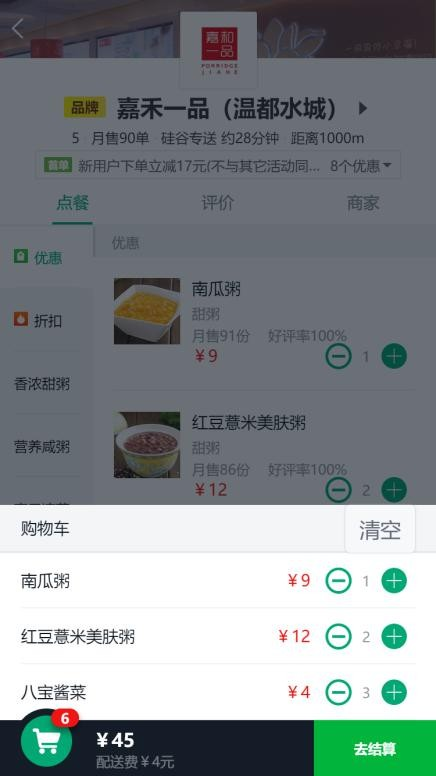 嘉和
一品
PORRIDGE
JIAHE
品牌 嘉禾一品（温都水城）
5 月售90单 硅谷专送 约28分钟 距离1000m
首单 新用户下单立减17元(不与其它活动同... 8个优惠
点餐 评价 商家
优惠
优惠
折扣
香浓甜粥
营养咸粥
南瓜粥
甜粥
月售91份 好评率100%
¥9 1
红豆薏米美肤粥
甜粥
月售86份 好评率100%
¥12 2
购物车 清空
南瓜粥 ¥9 1
红豆薏米美肤粥 ¥12 2
八宝酱菜 ¥4 3
6
¥45
配送费¥4元
去结算